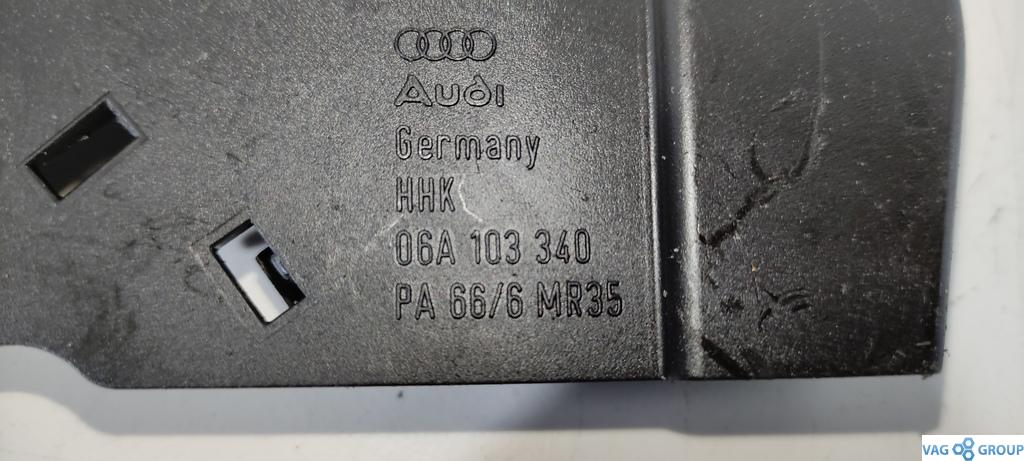 Audi
Germany
HHK
06A 103 340
PA 66/6 MR35
VAG GROUP